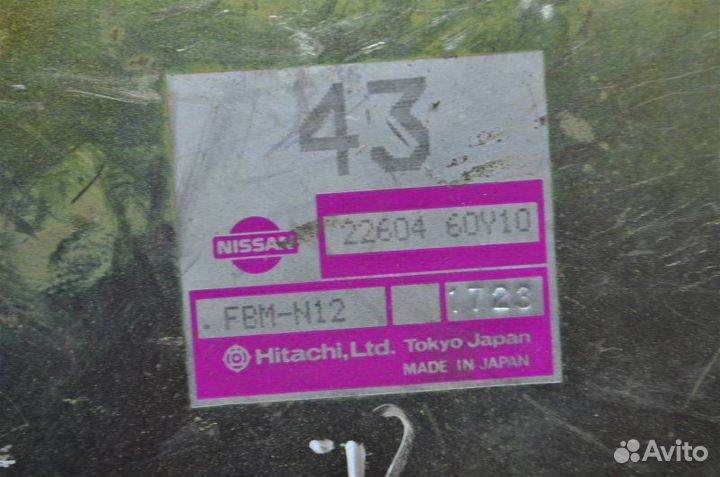 43
NISSAN
22604 60Y10
FBM-N12
1723
Hitachi, Ltd. Tokyo Japan
MADE IN JAPAN
Avito